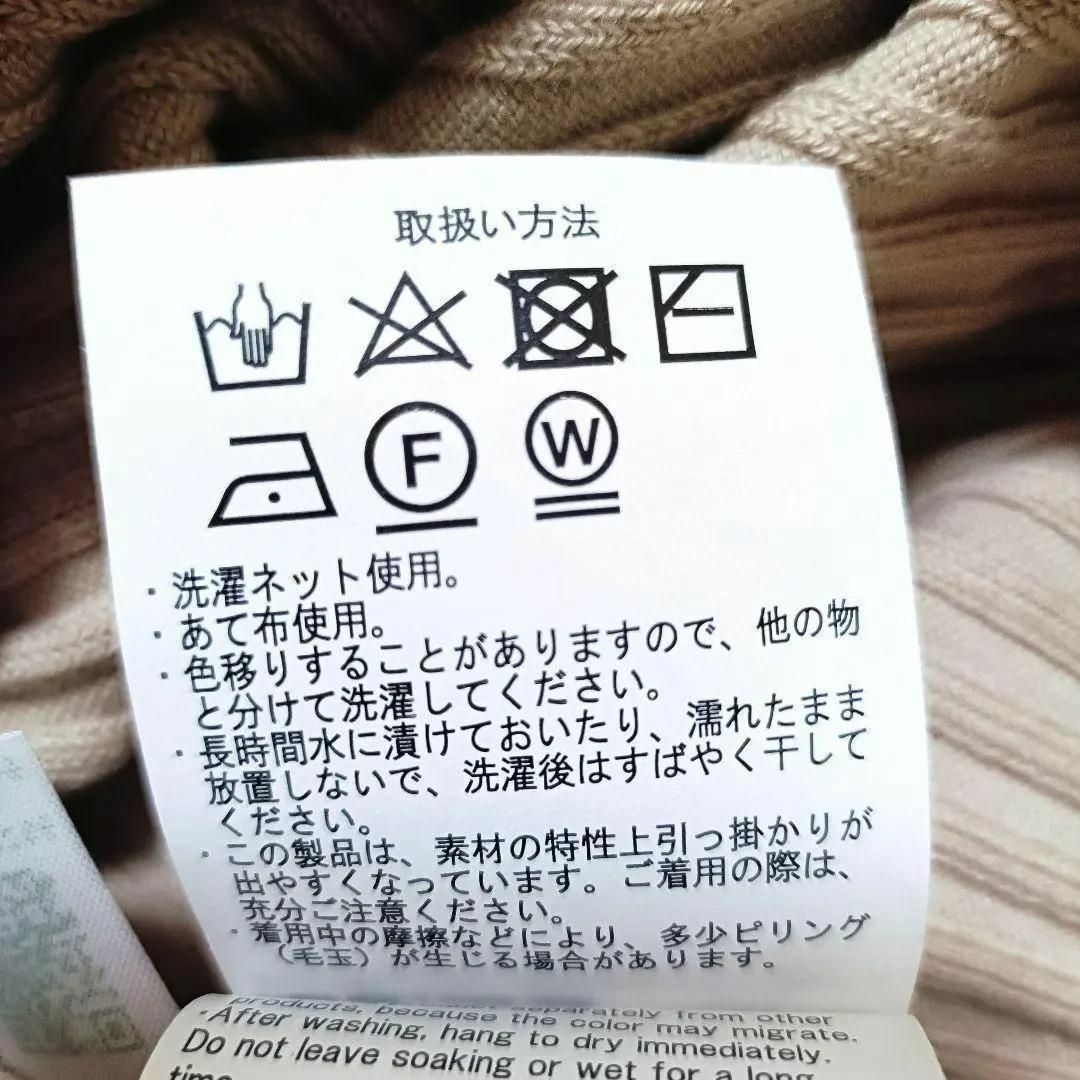 取扱い方法
F W
・洗濯ネット使用。
・あて布使用。
・色移りすることがありますので、他の物
と分けて洗濯してください。
・長時間水に漬けておいたり、濡れたまま
放置しないで、洗濯後はすばやく干して
ください。
・この製品は、素材の特性上引っ掛かりが
出やすくなっています。ご着用の際は、
充分ご注意ください。
・着用中の摩擦などにより、多少ピリング
（毛玉）が生じる場合があります。
products, because separately from other
because the color may migrate.
・After washing, hang to dry immediately.
Do not leave soaking or wet for a long
time